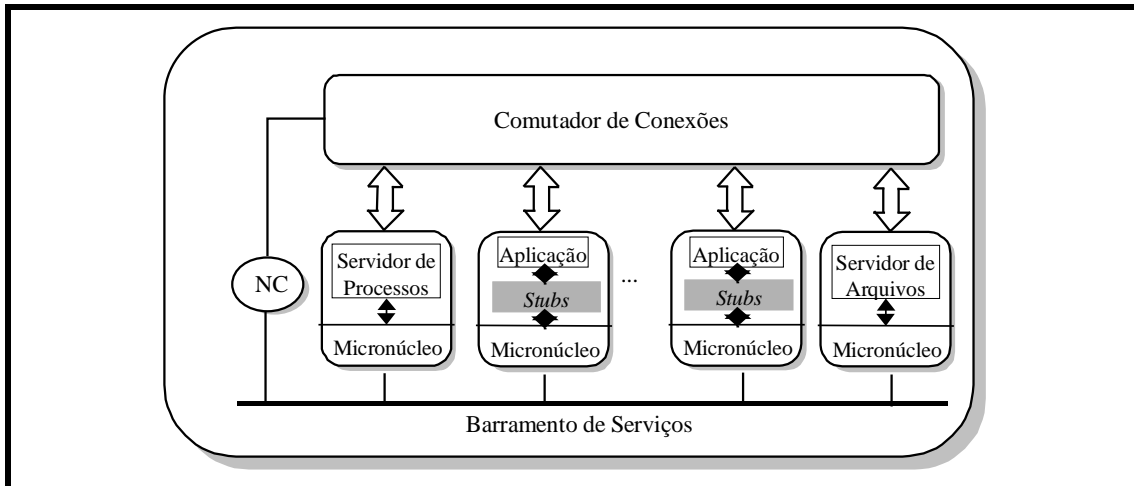 Comutador de Conexões
NC
Servidor de
Processos
Micronúcleo
Aplicação
Stubs
Micronúcleo
...
Aplicação
Stubs
Micronúcleo
Servidor de
Arquivos
Micronúcleo
Barramento de Serviços